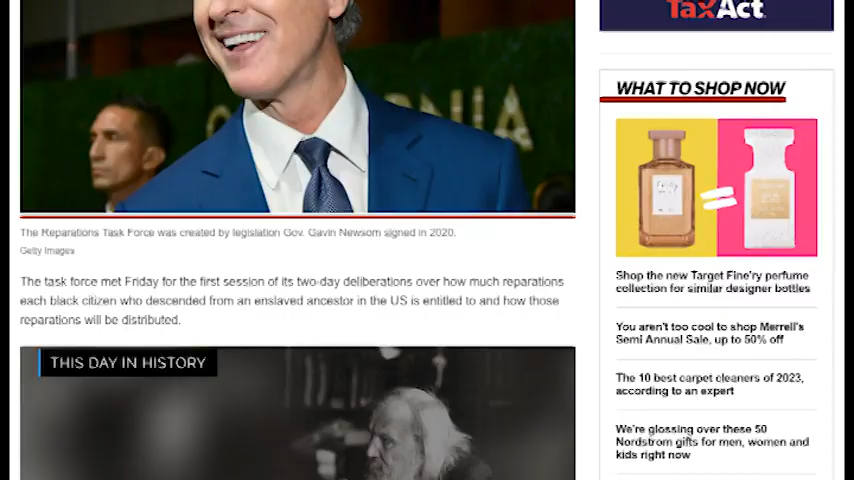 TaxAct
WHAT TO SHOP NOW
The Reparations Task Force was created by legislation Gov. Gavin Newsom signed in 2020.
Getty Images
The task force met Friday for the first session of its two-day deliberations over how much reparations
each black citizen who descended from an enslaved ancestor in the US is entitled to and how those
reparations will be distributed.
THIS DAY IN HISTORY
Shop the new Target Fine'ry perfume
collection for similar designer bottles
You aren't too cool to shop Merrell's
Semi Annual Sale, up to 50% off
The 10 best carpet cleaners of 2023,
according to an expert
We're glossing over these 50
Nordstrom gifts for men, women and
kids right now